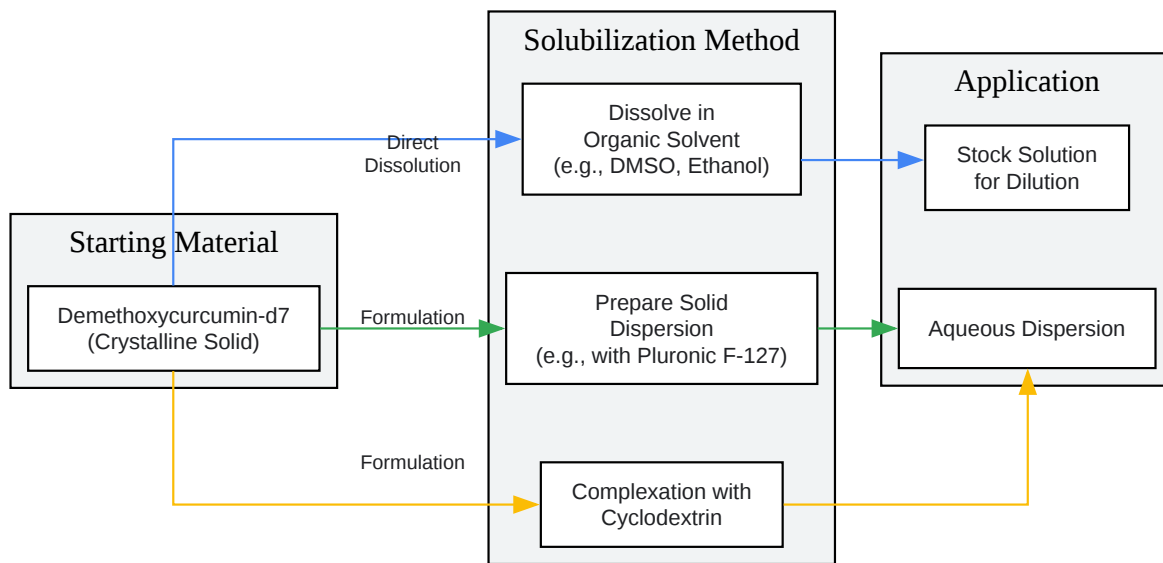 Solubilization Method
Dissolve in
Organic Solvent
(e.g., DMSO, Ethanol)
Prepare Solid
Dispersion
(e.g., with Pluronic F-127)
Complexation with
Cyclodextrin
Application
Stock Solution
for Dilution
Aqueous Dispersion
Starting Material
Demethoxycurcumin-d7
(Crystalline Solid)
Direct
Dissolution
Formulation
Formulation